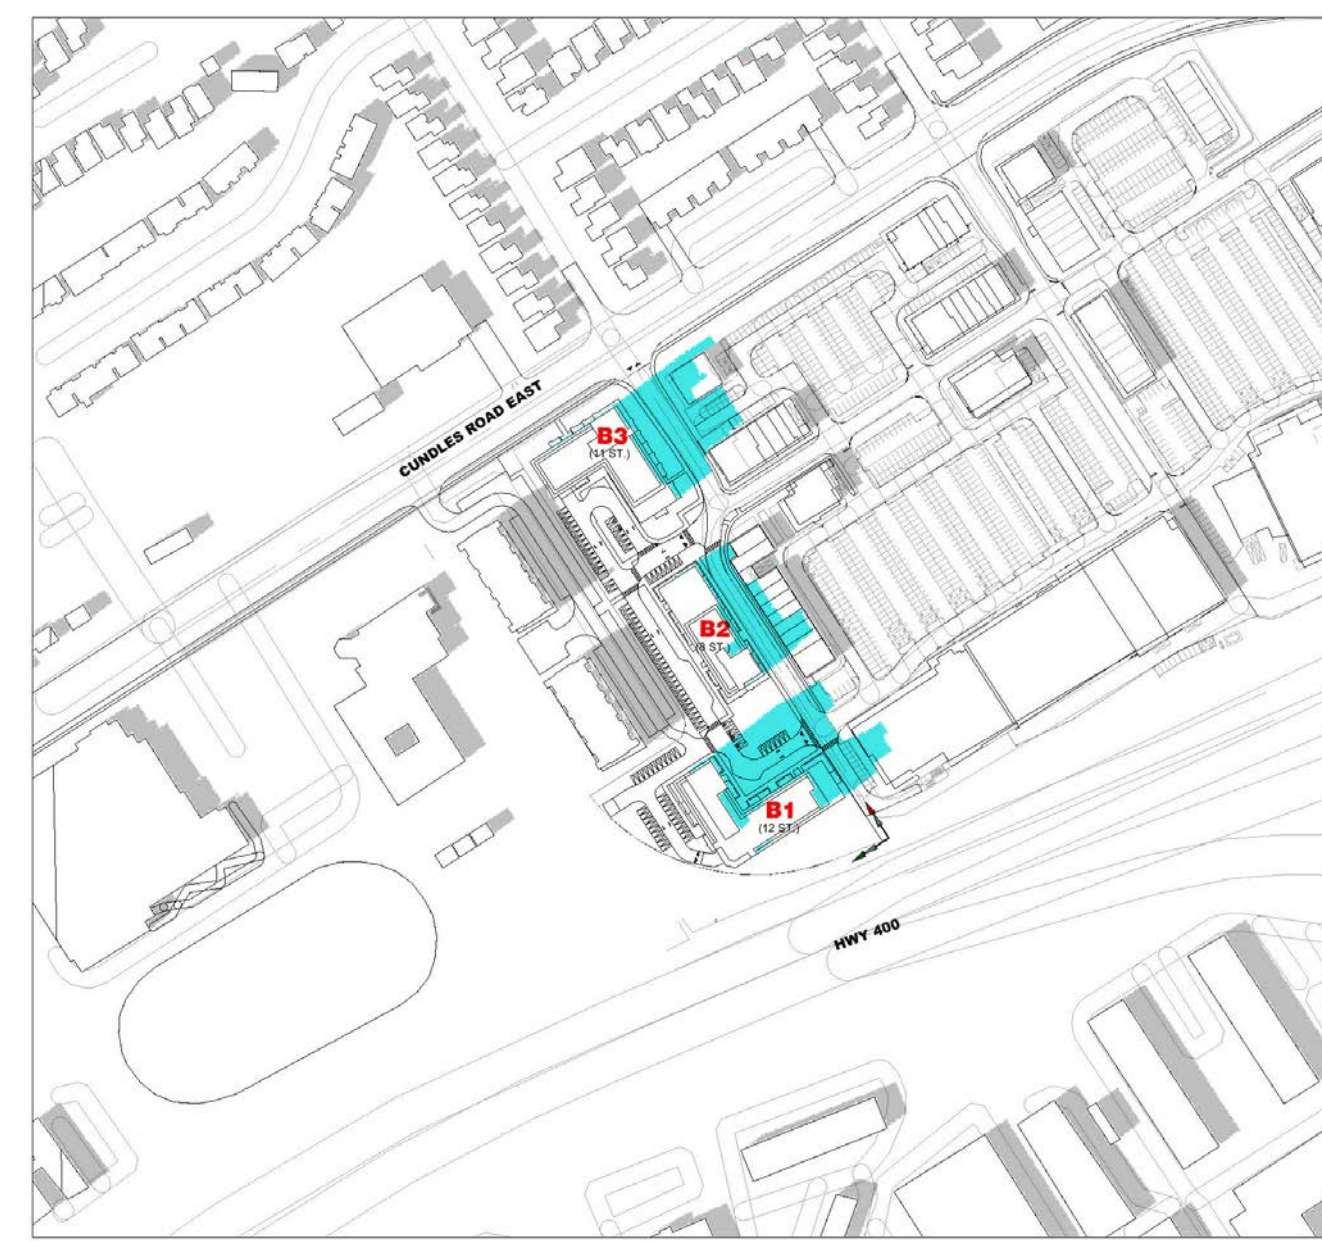 CUNDLES ROAD EAST
B3
(11 ST.)
B2
(8 ST.)
B1
(12 ST.)
HWY 400